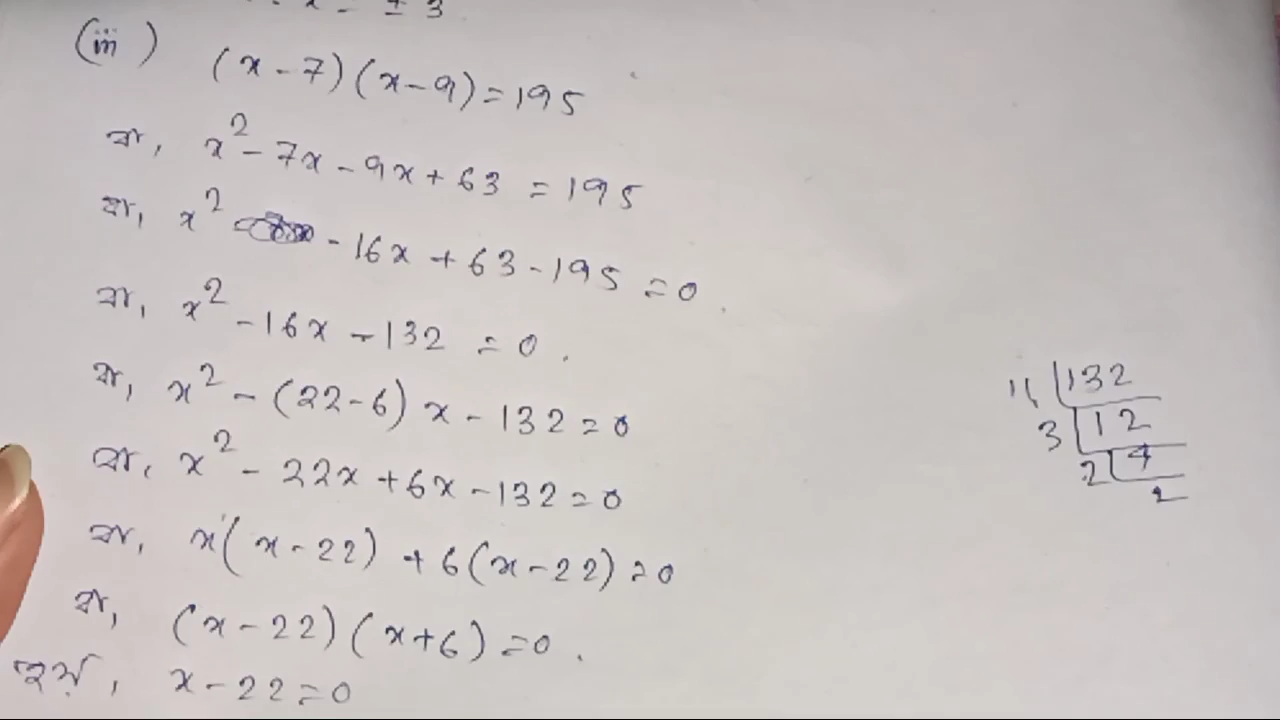 x = ± 3
(iii) (x-7)(x-9)=195
বা, x²-7x-9x+63 = 195
বা, x² -16x+63-195=0
বা, x²-16x-132 = 0.
বা, x²-(22-6)x-132=0
বা, x²-22x+6x-132=0
বা, x(x-22)+6(x-22)=0
বা, (x-22)(x+6)=0.
হয়, x-22=0
11 | 132
3 | 12
2 | 4
2